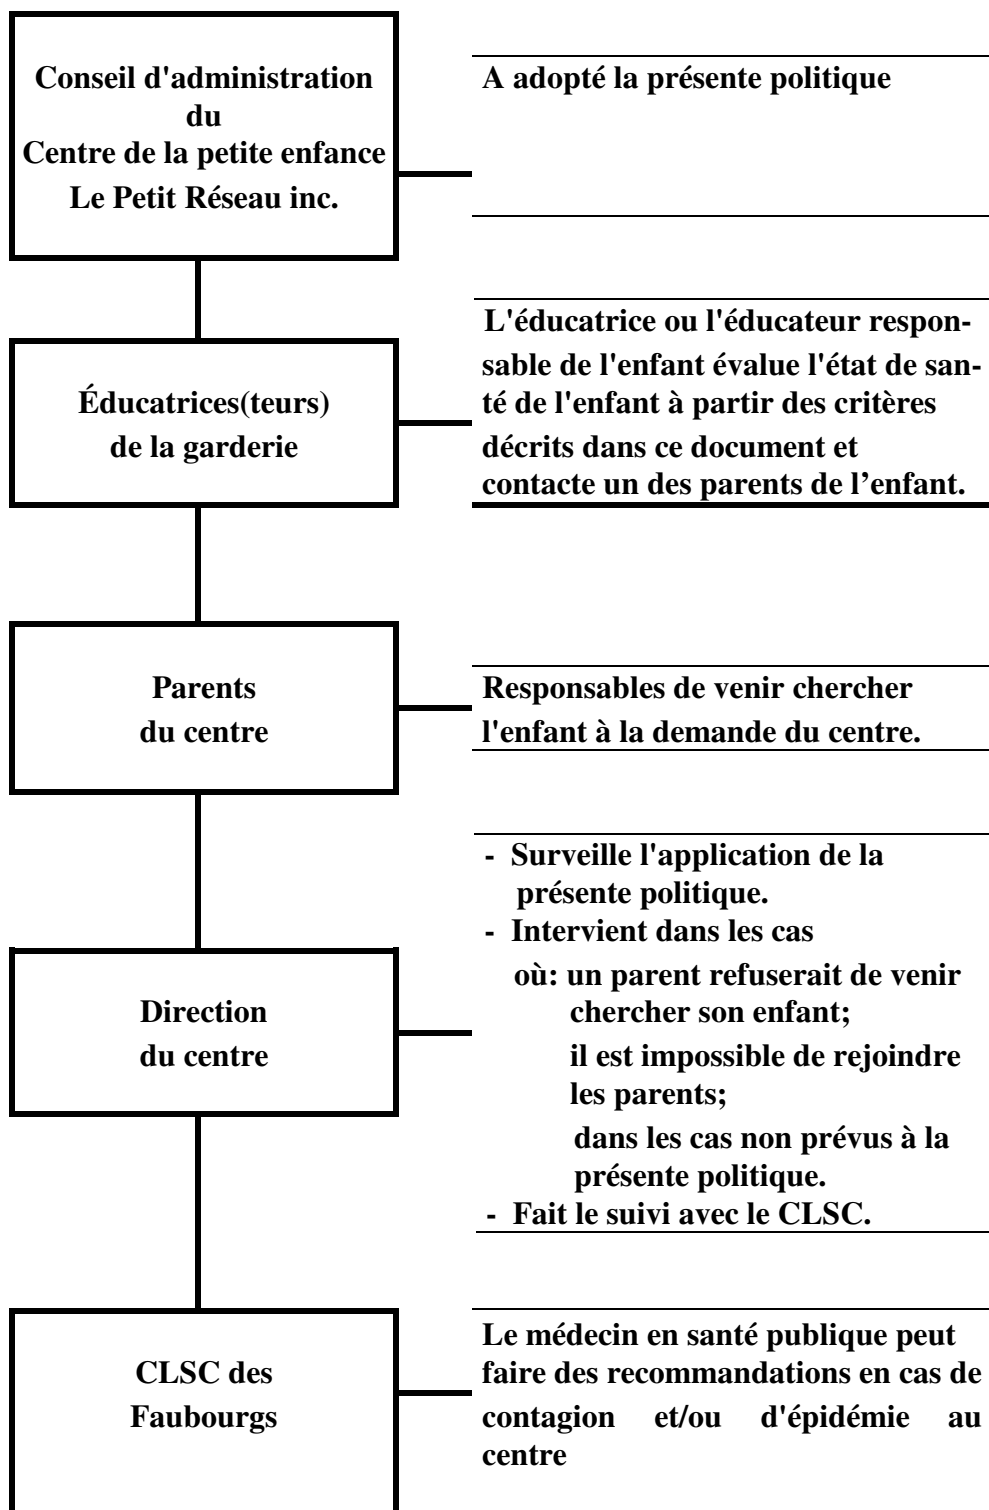 Conseil d'administration
du
Centre de la petite enfance
Le Petit Réseau inc.
A adopté la présente politique
Éducatrices(teurs)
de la garderie
L'éducatrice ou l'éducateur respon-
sable de l'enfant évalue l'état de san-
té de l'enfant à partir des critères
décrits dans ce document et
contacte un des parents de l’enfant.
Parents
du centre
Responsables de venir chercher
l'enfant à la demande du centre.
Direction
du centre
- Surveille l'application de la
présente politique.
- Intervient dans les cas
où: un parent refuserait de venir
chercher son enfant;
il est impossible de rejoindre
les parents;
dans les cas non prévus à la
présente politique.
- Fait le suivi avec le CLSC.
CLSC des
Faubourgs
Le médecin en santé publique peut
faire des recommandations en cas de
contagion et/ou d'épidémie au
centre